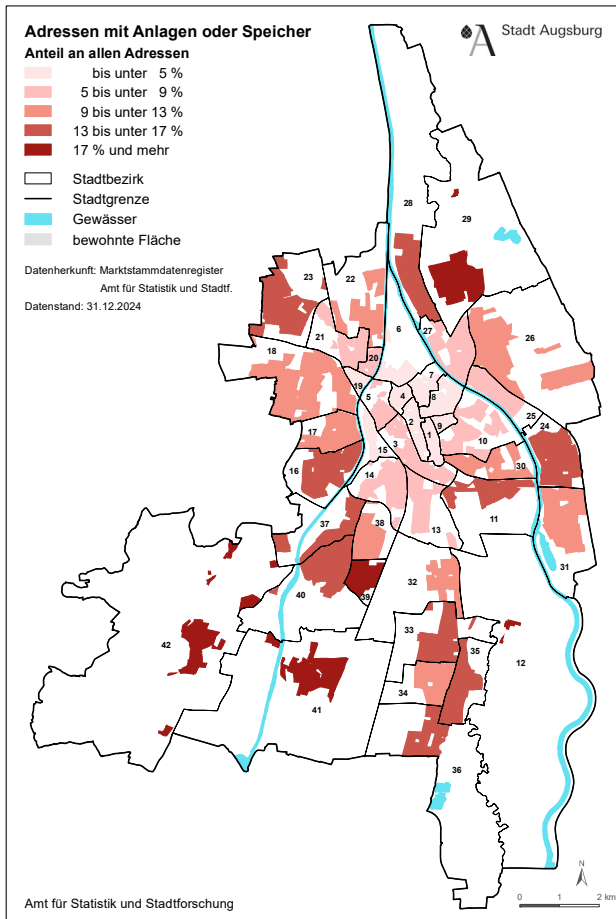 Adressen mit Anlagen oder Speicher
Anteil an allen Adressen
bis unter 5 %
5 bis unter 9 %
9 bis unter 13 %
13 bis unter 17 %
17 % und mehr
Stadtbezirk
Stadtgrenze
Gewässer
bewohnte Fläche
Datenherkunft: Marktstammdatenregister
Amt für Statistik und Stadtf.
Datenstand: 31.12.2024
A Stadt Augsburg
28
29
23
22
21
6
27
26
18
20
7
19
5
4
8
2
25
24
17
3
1
9
10
15
16
14
30
37
38
13
11
31
40
39
32
33
42
35
12
34
41
36
N
0 1 2 km
Amt für Statistik und Stadtforschung